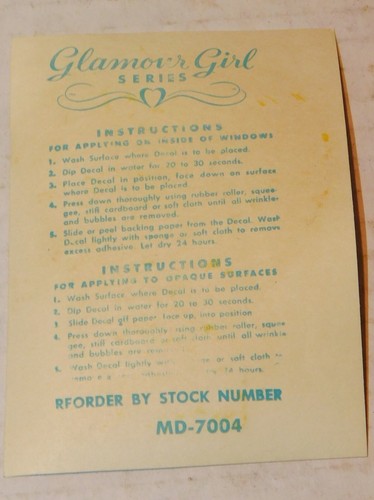 Glamour Girl
SERIES
INSTRUCTIONS
FOR APPLYING ON INSIDE OF WINDOWS
1. Wash Surface where Decal is to be placed.
2. Dip Decal in water for 20 to 30 seconds.
3. Place Decal in position, face down on surface
where Decal is to be placed.
4. Press down thoroughly using rubber roller, squee-
gee, still cardboard or soft cloth until all wrinkles
and bubbles are removed.
5. Slide or peel backing paper from the Decal. Wash
Decal lightly with sponge or soft cloth to remove
excess adhesive. Let dry 24 hours.
INSTRUCTIONS
FOR APPLYING TO OPAQUE SURFACES
1. Wash Surface where Decal is to be placed.
2. Dip Decal in water for 20 to 30 seconds.
3 Slide Decal off paper face up, into position
4. Press down thoroughly using rubber roller, squee
gee, still cardboard or soft cloth until all wrinkle
and bubbles are
5. Wash Decal lightly or soft cloth
24 hours.
REORDER BY STOCK NUMBER
MD-7004